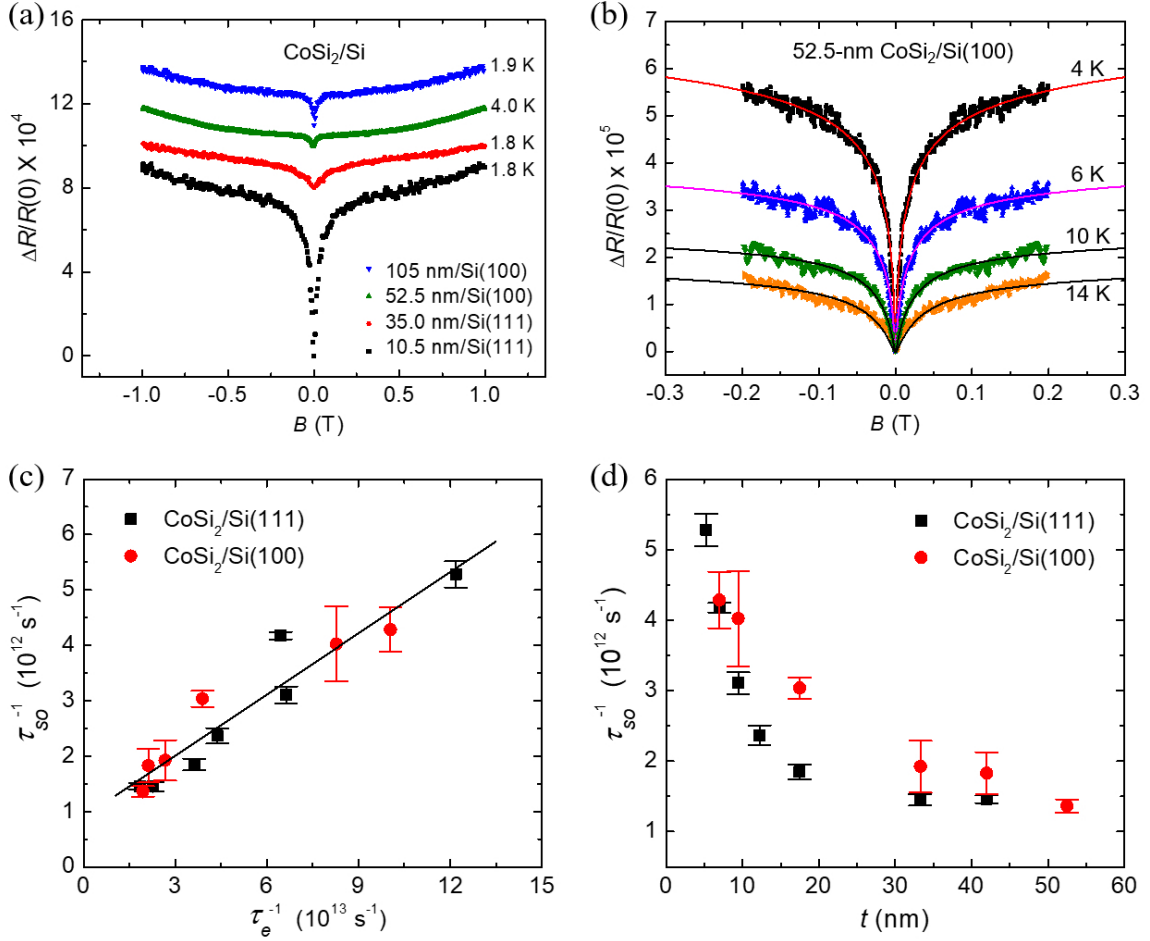 (a)
CoSi2/Si
ΔR/R(0) X 10^4
16
12
8
4
0
1.9 K
4.0 K
1.8 K
1.8 K
105 nm/Si(100)
52.5 nm/Si(100)
35.0 nm/Si(111)
10.5 nm/Si(111)
-1.0
-0.5
0.0
0.5
1.0
B (T)
(b)
52.5-nm CoSi2/Si(100)
ΔR/R(0) x 10^5
7
6
5
4
3
2
1
0
4 K
6 K
10 K
14 K
-0.3
-0.2
-0.1
0.0
0.1
0.2
0.3
B (T)
(c)
CoSi2/Si(111)
CoSi2/Si(100)
τso^-1 (10^12 s^-1)
7
6
5
4
3
2
1
0
0
3
6
9
12
15
τe^-1 (10^13 s^-1)
(d)
CoSi2/Si(111)
CoSi2/Si(100)
τso^-1 (10^12 s^-1)
6
5
4
3
2
1
0
10
20
30
40
50
60
t (nm)